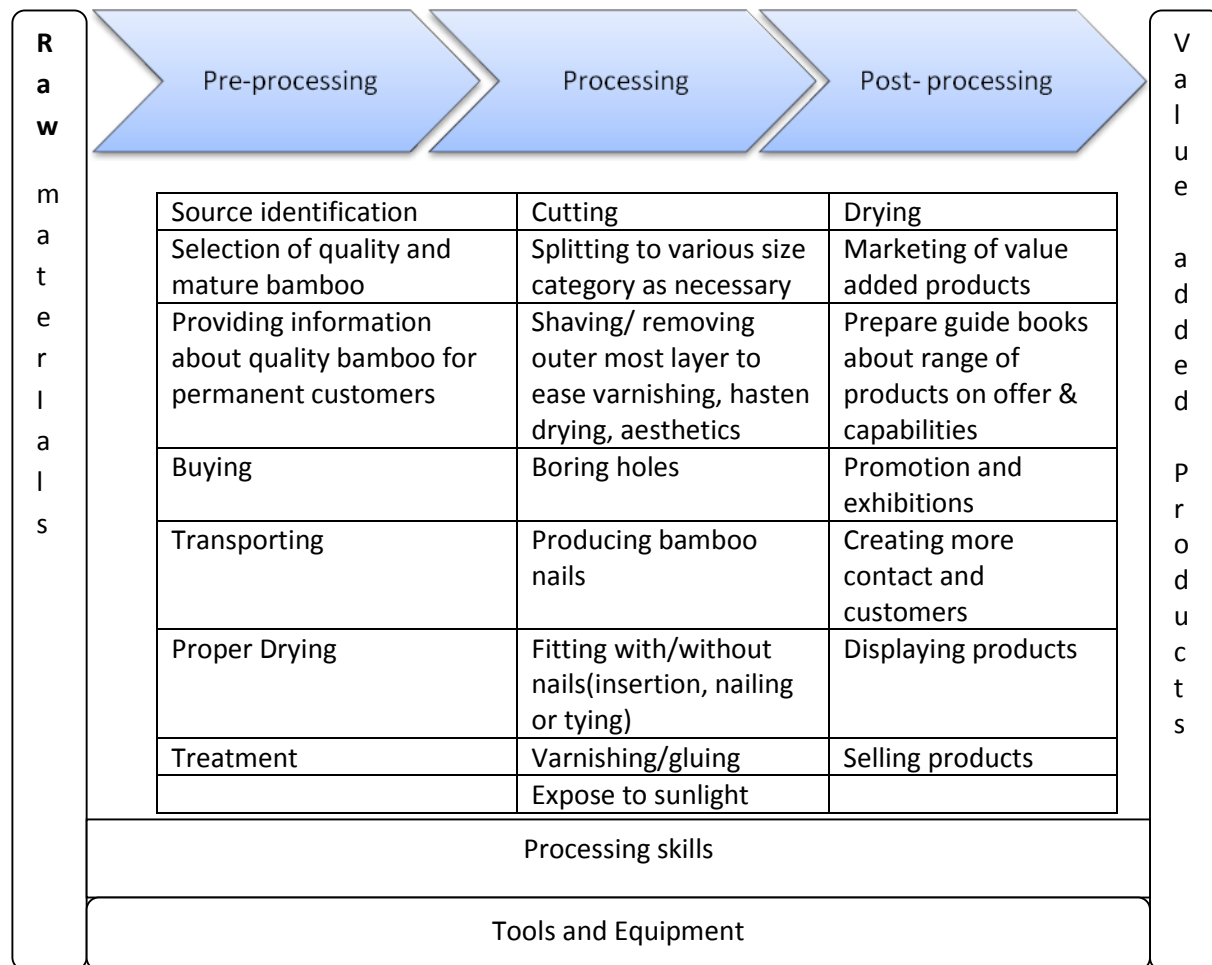 Raw materIals
Pre-processing
Processing
Post- processing
Source identification
Cutting
Drying
Selection of quality and
mature bamboo
Splitting to various size
category as necessary
Marketing of value
added products
Providing information
about quality bamboo for
permanent customers
Shaving/ removing
outer most layer to
ease varnishing, hasten
drying, aesthetics
Prepare guide books
about range of
products on offer &
capabilities
Buying
Boring holes
Promotion and
exhibitions
Transporting
Producing bamboo
nails
Creating more
contact and
customers
Proper Drying
Fitting with/without
nails(insertion, nailing
or tying)
Displaying products
Treatment
Varnishing/gluing
Selling products
Expose to sunlight
Processing skills
Tools and Equipment
Value added Products